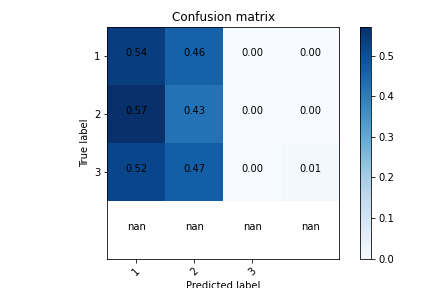 Confusion matrix
1 0.54 0.46 0.00 0.00
2 0.57 0.43 0.00 0.00
3 0.52 0.47 0.00 0.01
nan nan nan nan
1 2 3
True label
Predicted label
0.5
0.4
0.3
0.2
0.1
0.0